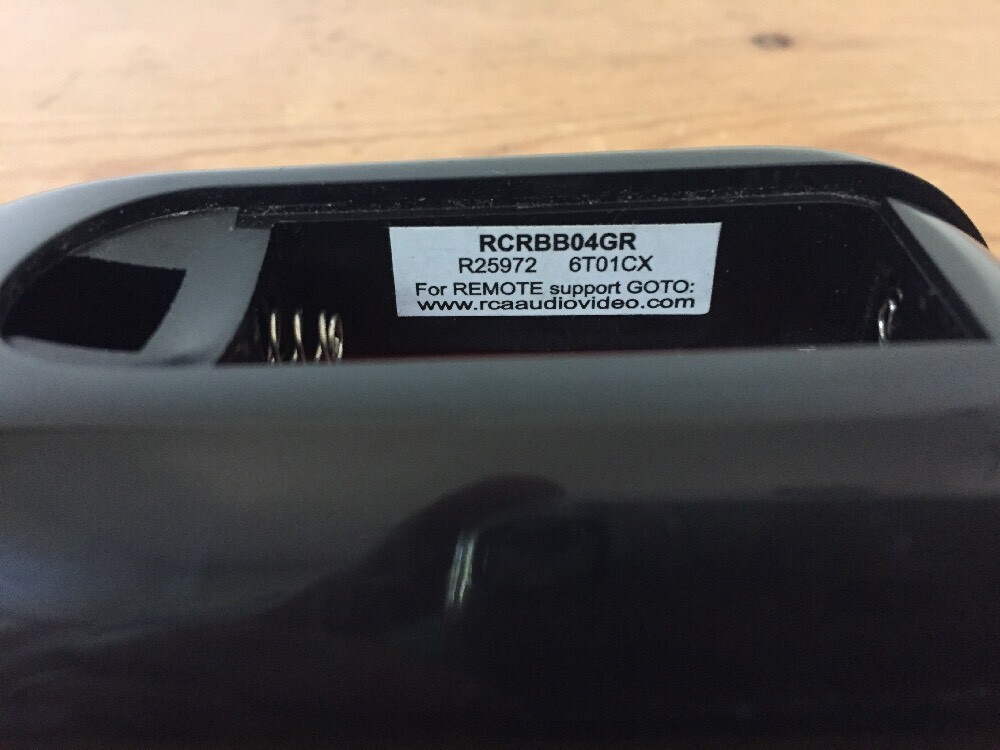 RCRBB04GR
R25972 6T01CX
For REMOTE support GOTO:
www.rcaaudiovideo.com